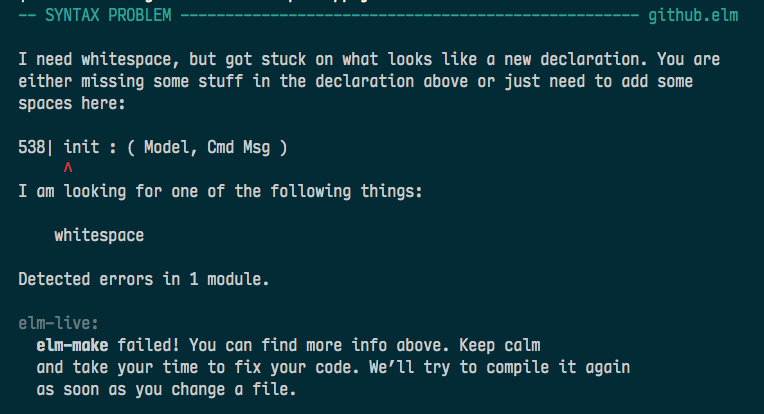 -- SYNTAX PROBLEM --------------------------------------------------- github.elm
I need whitespace, but got stuck on what looks like a new declaration. You are
either missing some stuff in the declaration above or just need to add some
spaces here:
538| init : ( Model, Cmd Msg )
^
I am looking for one of the following things:
whitespace
Detected errors in 1 module.
elm-live:
elm-make failed! You can find more info above. Keep calm
and take your time to fix your code. We’ll try to compile it again
as soon as you change a file.